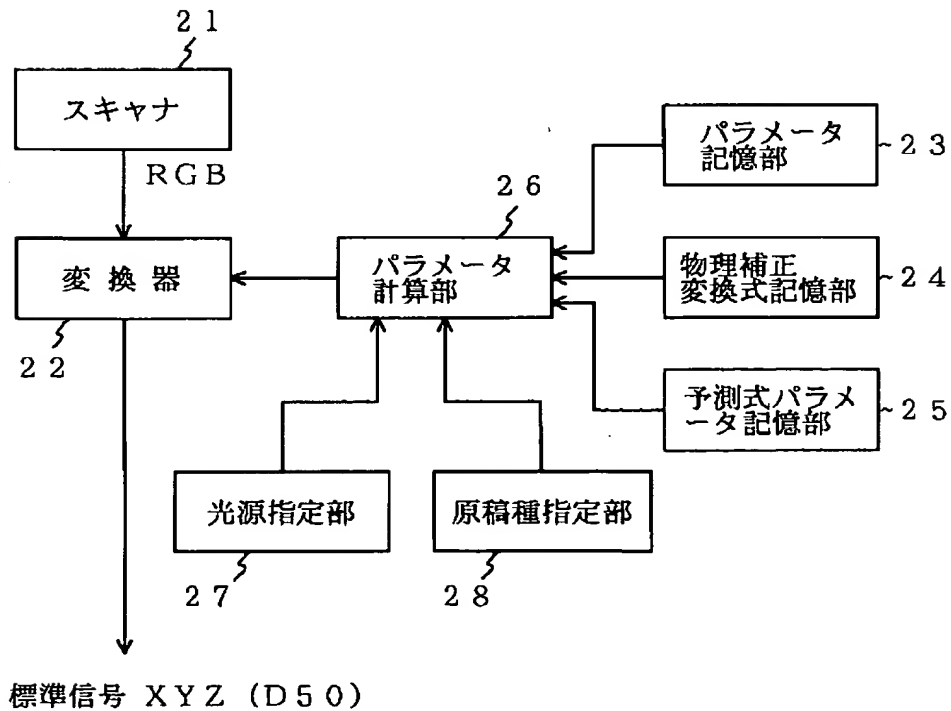 21
スキャナ
RGB
変換器
22
26
パラメータ
計算部
パラメータ
記憶部
~23
物理補正
変換式記憶部
~24
予測式パラメ
ータ記憶部
~25
光源指定部
27
原稿種指定部
28
標準信号 XYZ (D50)